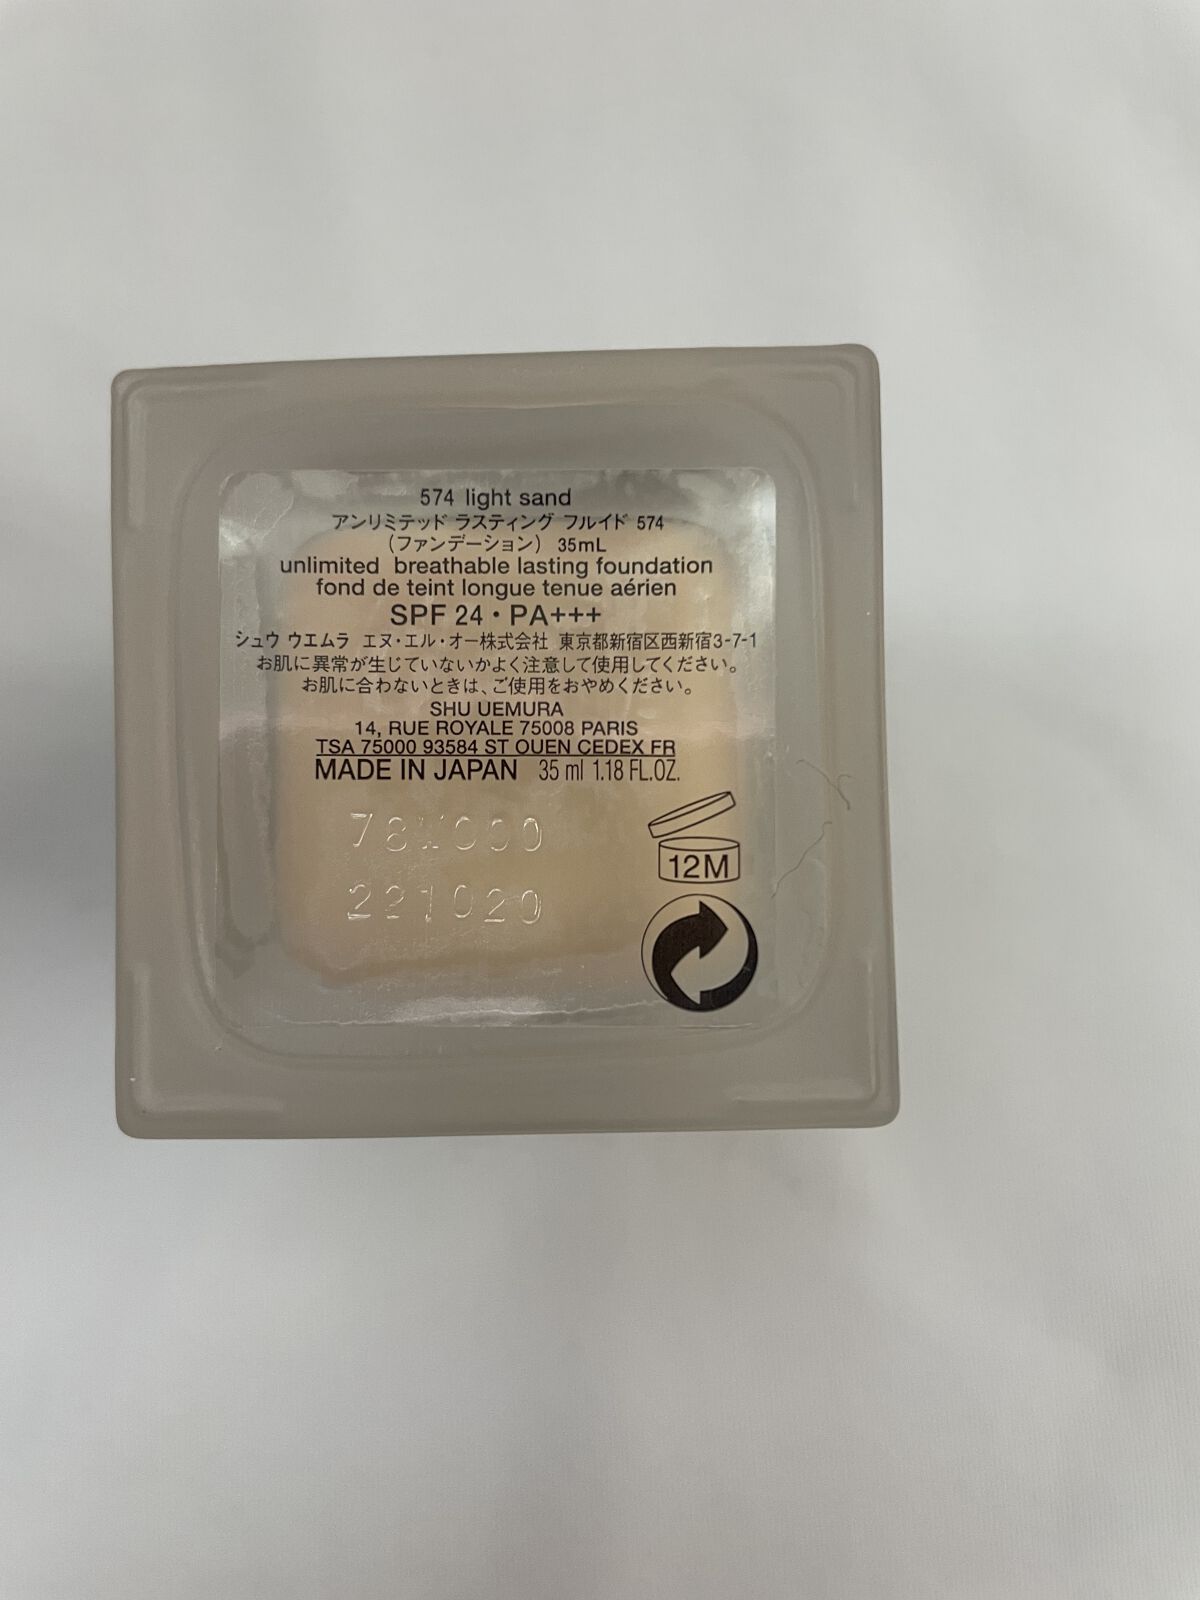 574 light sand
アンリミテッド ラスティング フルイド 574
（ファンデーション） 35mL
unlimited breathable lasting foundation
fond de teint longue tenue aérien
SPF 24・PA+++
シュウ ウエムラ エヌ・エル・オー株式会社 東京都新宿区西新宿3-7-1
お肌に異常が生じていないかよく注意して使用してください。
お肌に合わないときは、ご使用をおやめください。
SHU UEMURA
14, RUE ROYALE 75008 PARIS
TSA 75000 93584 ST OUEN CEDEX FR
MADE IN JAPAN 35 ml 1.18 FL.OZ.
12M
221020